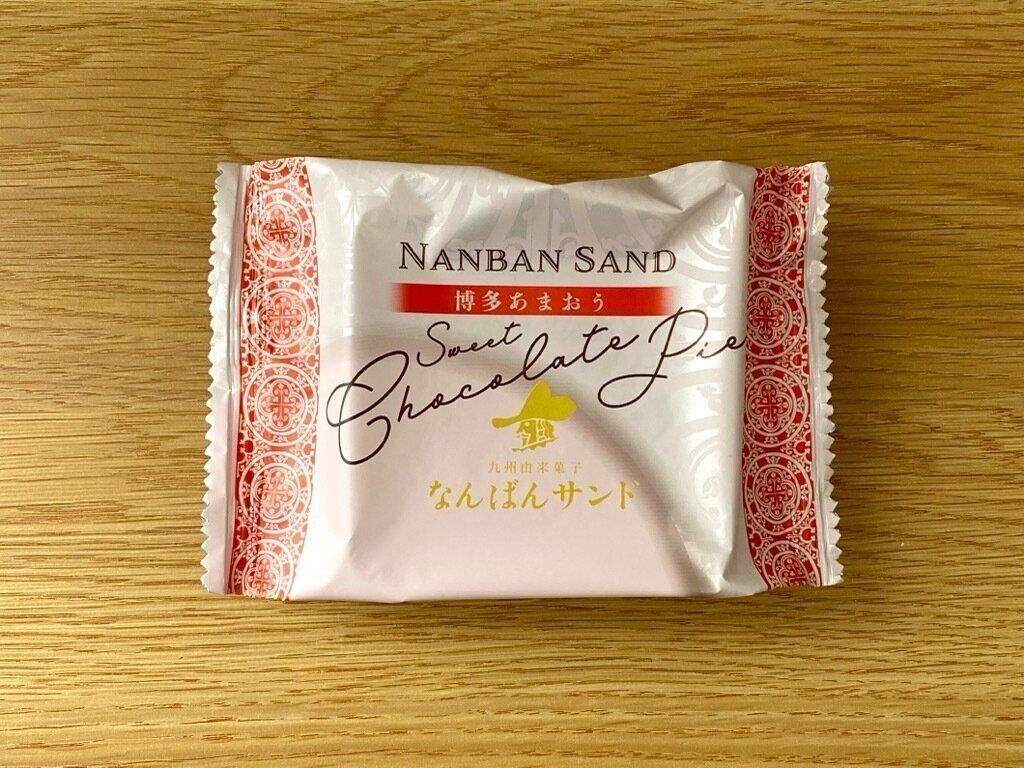 NANBAN SAND
博多あまおう
Sweet
Chocolate Pie
九州由来菓子
なんばんサンド